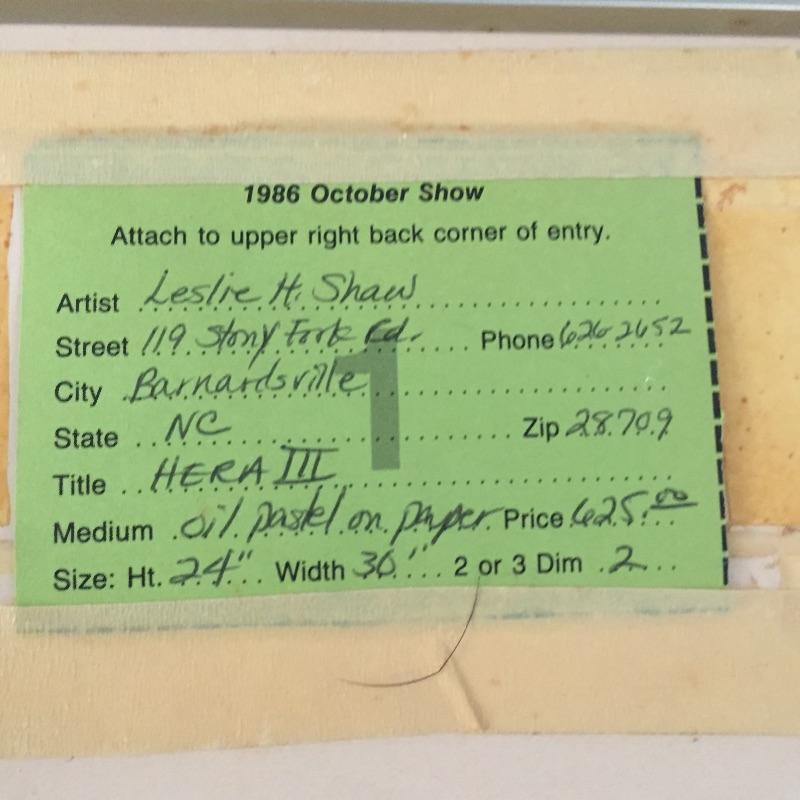 1986 October Show
Attach to upper right back corner of entry.
Artist Leslie H. Shaw
Street 119 Stony Fork Rd. Phone 626-2652
City Barnardsville
1
State NC Zip 28709
Title HERA III
Medium oil pastel on paper Price 625.00
Size: Ht. 24" Width 36" 2 or 3 Dim 2